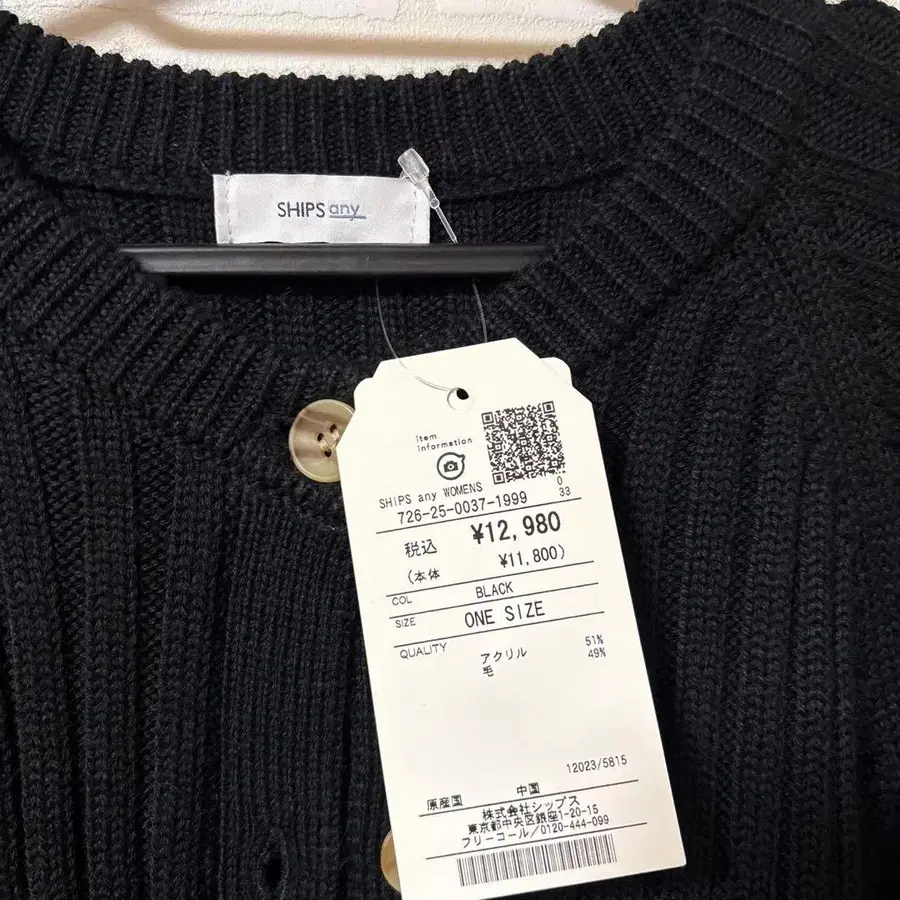 SHIPS any
item
information
SHIPS any WOMENS
0
33
726-25-0037-1999
税込 ¥12,980
(本体 ¥11,800)
COL BLACK
SIZE ONE SIZE
QUALITY
アクリル 51%
毛 49%
12023/5815
原産国 中国
株式会社シップス
東京都中央区銀座1-20-15
フリーコール/0120-444-099